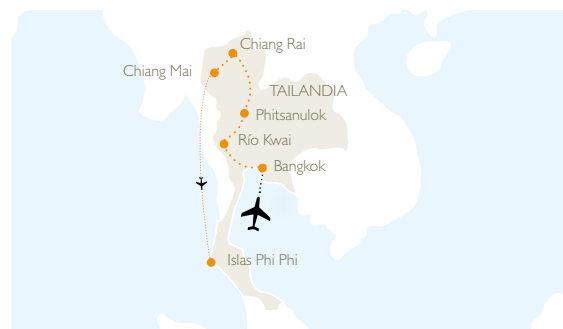 Chiang Rai
Chiang Mai
TAILANDIA
Phitsanulok
Río Kwai
Bangkok
Islas Phi Phi